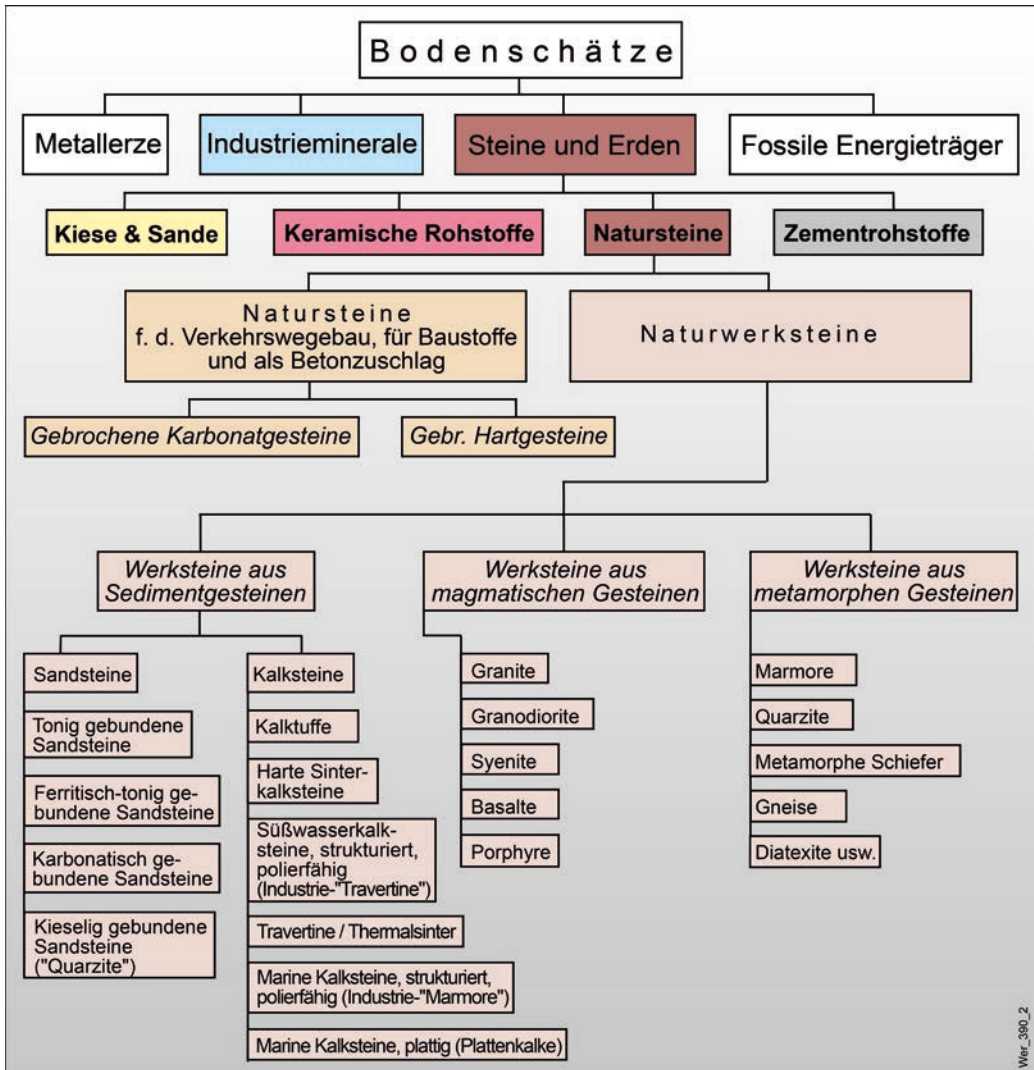 Bodenschätze
Metallerze
Industrieminerale
Steine und Erden
Fossile Energieträger
Kiese & Sande
Keramische Rohstoffe
Natursteine
Zementrohstoffe
Natursteine
f. d. Verkehrswegebau, für Baustoffe
und als Betonzuschlag
Naturwerksteine
Gebrochene Karbonatgesteine
Gebr. Hartgesteine
Werksteine aus
Sedimentgesteinen
Werksteine aus
magmatischen Gesteinen
Werksteine aus
metamorphen Gesteinen
Sandsteine
Tonig gebundene
Sandsteine
Ferritisch-tonig ge-
bundene Sandsteine
Karbonatisch ge-
bundene Sandsteine
Kieselig gebundene
Sandsteine
("Quarzite")
Kalksteine
Kalktuffe
Harte Sinter-
kalksteine
Süßwasserkalk-
steine, strukturiert,
polierfähig
(Industrie-"Travertine")
Travertine / Thermalsinter
Marine Kalksteine, strukturiert,
polierfähig (Industrie-"Marmore")
Marine Kalksteine, plattig (Plattenkalke)
Granite
Granodiorite
Syenite
Basalte
Porphyre
Marmore
Quarzite
Metamorphe Schiefer
Gneise
Diatexite usw.
Wer_390_2